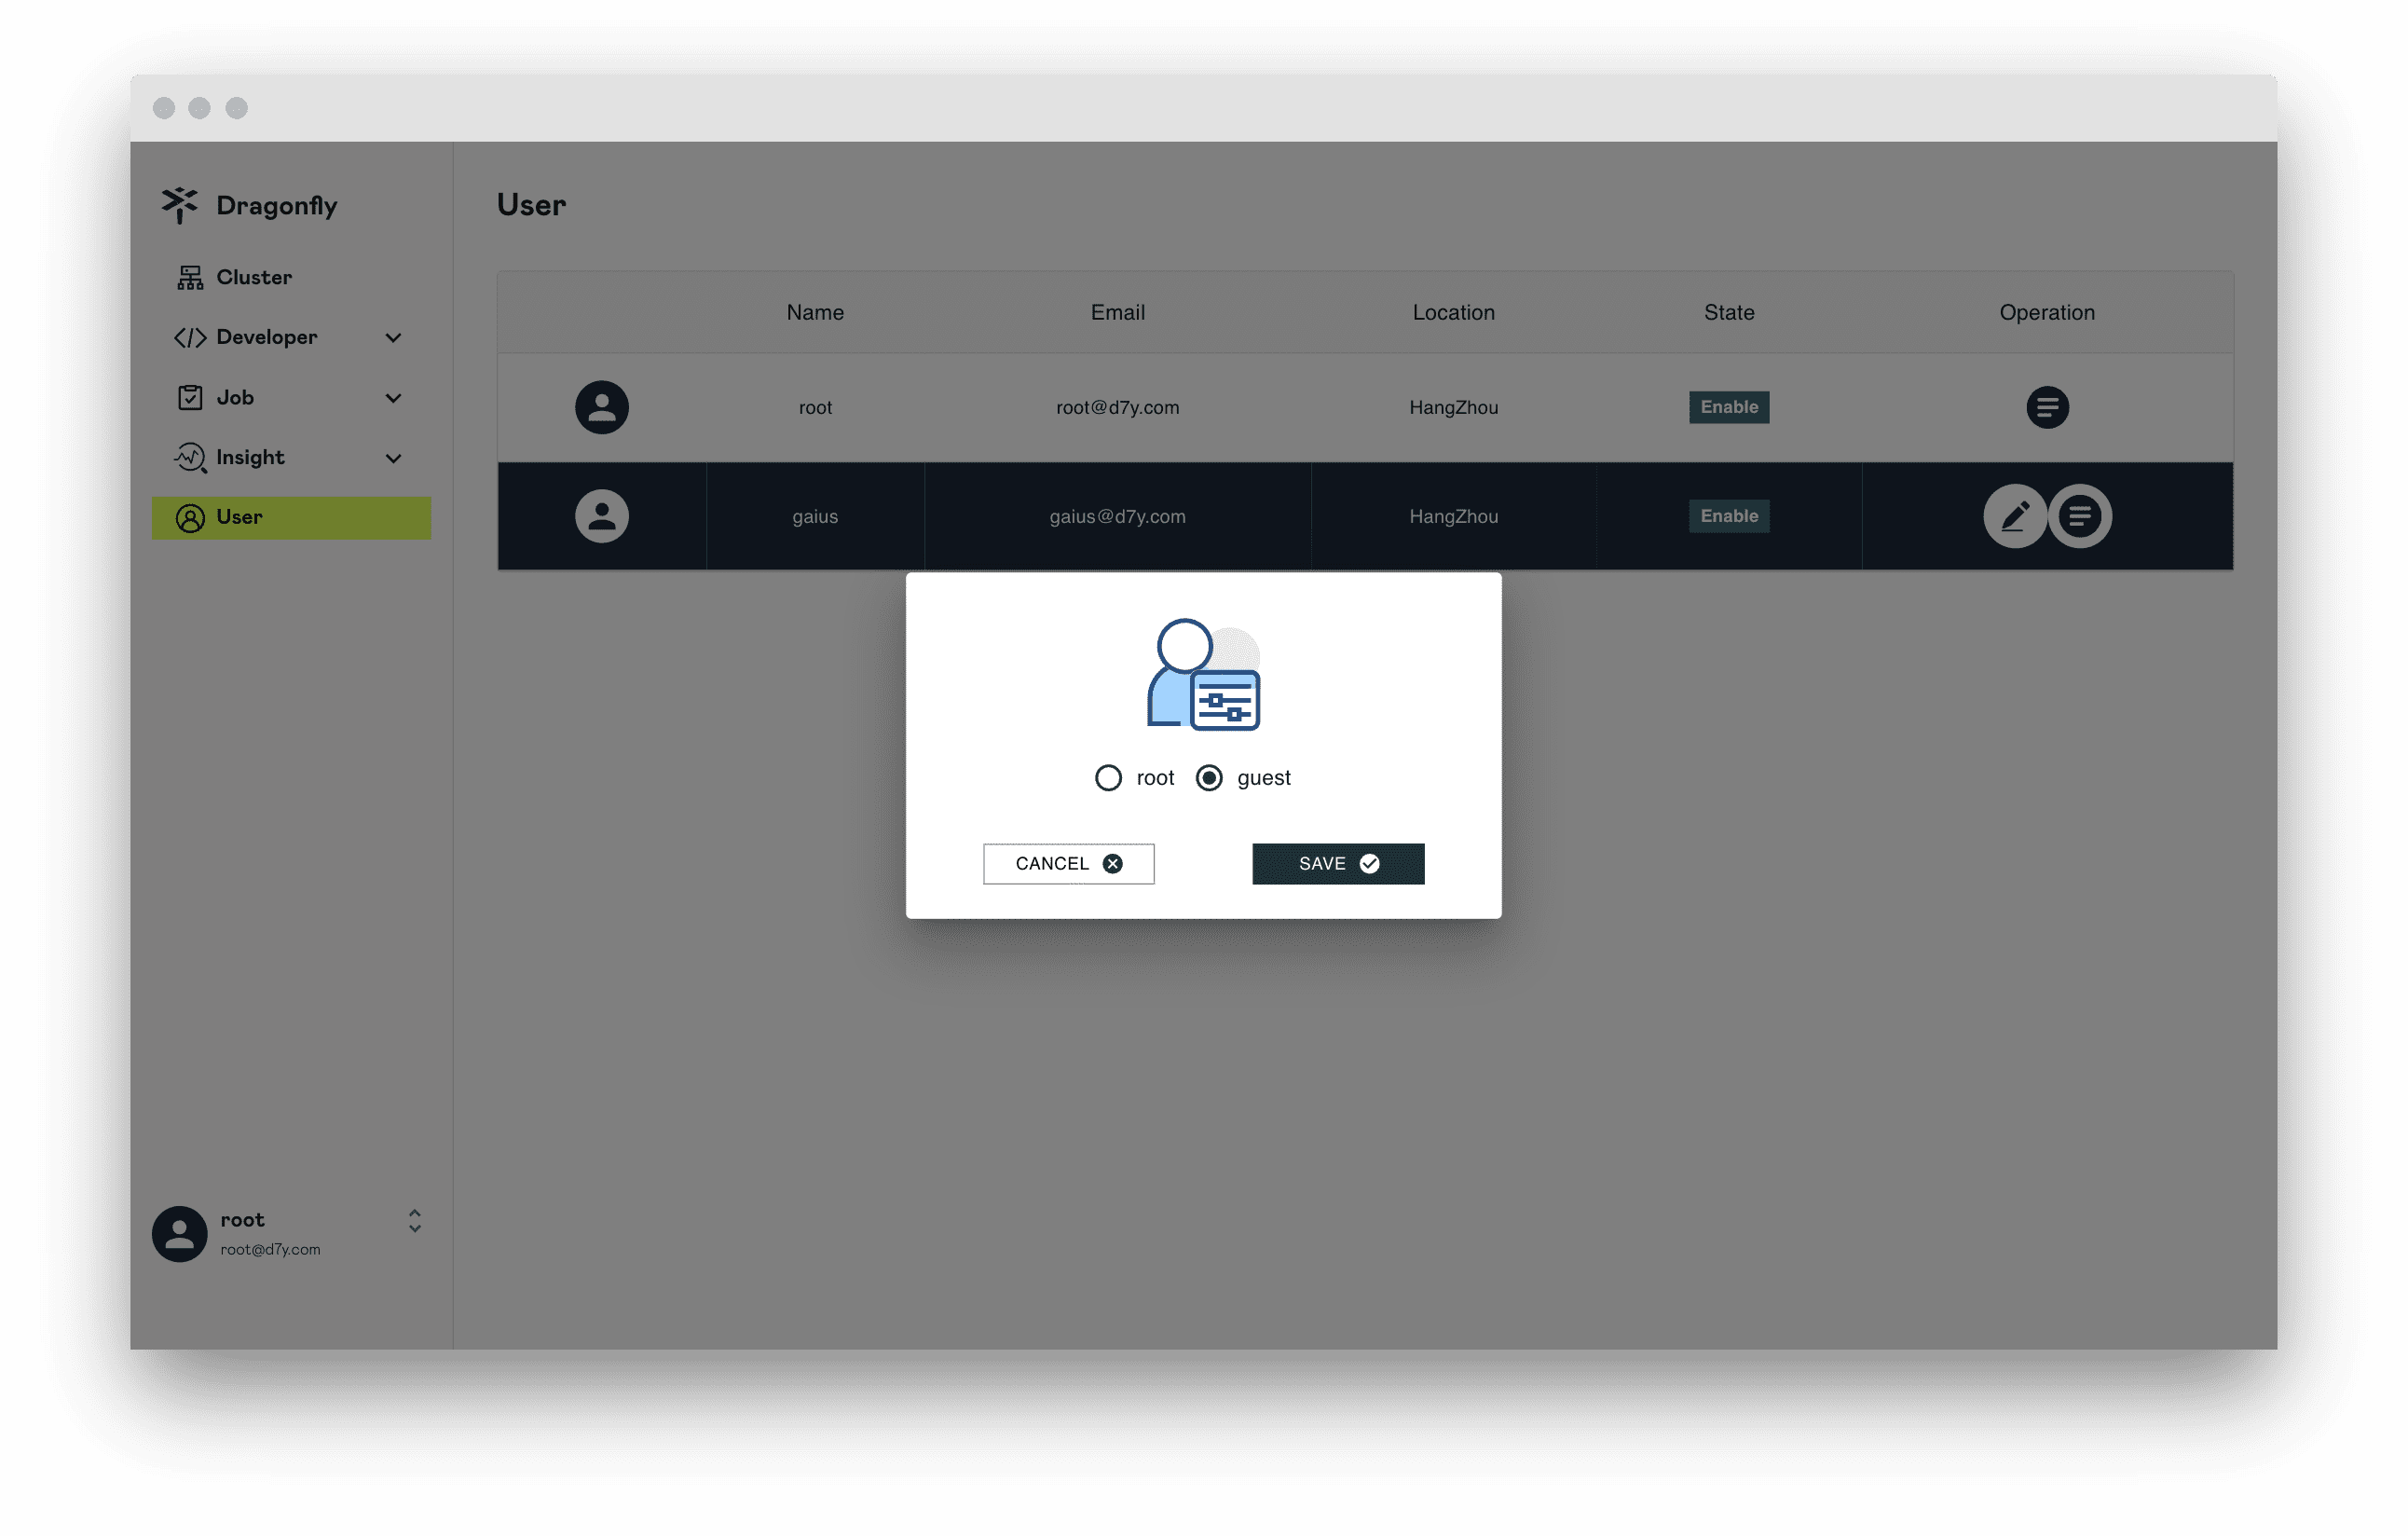 Dragonfly
Cluster
Developer
Job
Insight
User
root
root@d7y.com
User
Name Email Location State Operation
root root@d7y.com HangZhou Enable
gaius gaius@d7y.com HangZhou Enable
root guest
CANCEL SAVE